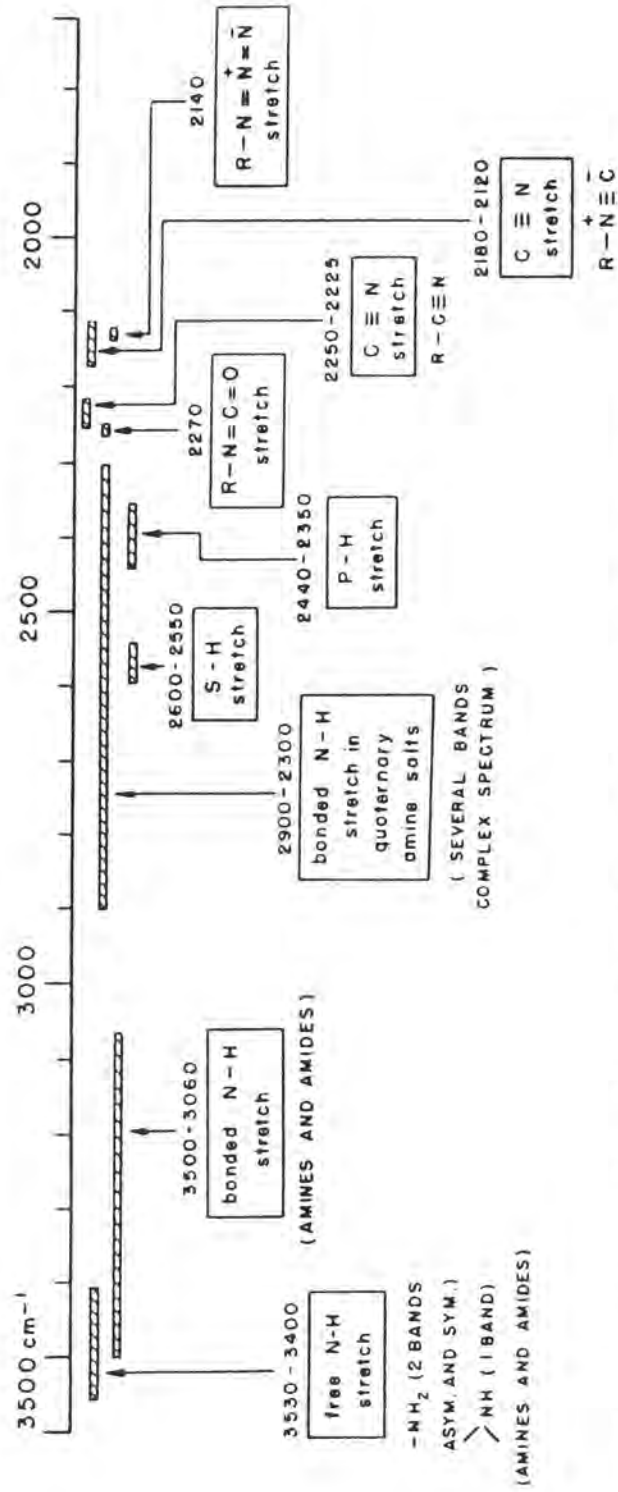 3500 cm⁻¹
3000
2500
2000
3530-3400
free N-H
stretch
-NH₂ (2 BANDS
ASYM. AND SYM.)
>NH (1 BAND)
(AMINES AND AMIDES)
3500-3060
bonded N-H
stretch
(AMINES AND AMIDES)
2900-2300
bonded N-H
stretch in
quoternary
amine salts
( SEVERAL BANDS
COMPLEX SPECTRUM )
2600-2550
S-H
stretch
2440-2350
P-H
stretch
2270
R-N=C=O
stretch
2250-2225
C≡N
stretch
R-C≡N
2180-2120
C≡N
stretch
R-N⁺≡C⁻
2140
R-N=N⁺=N⁻
stretch